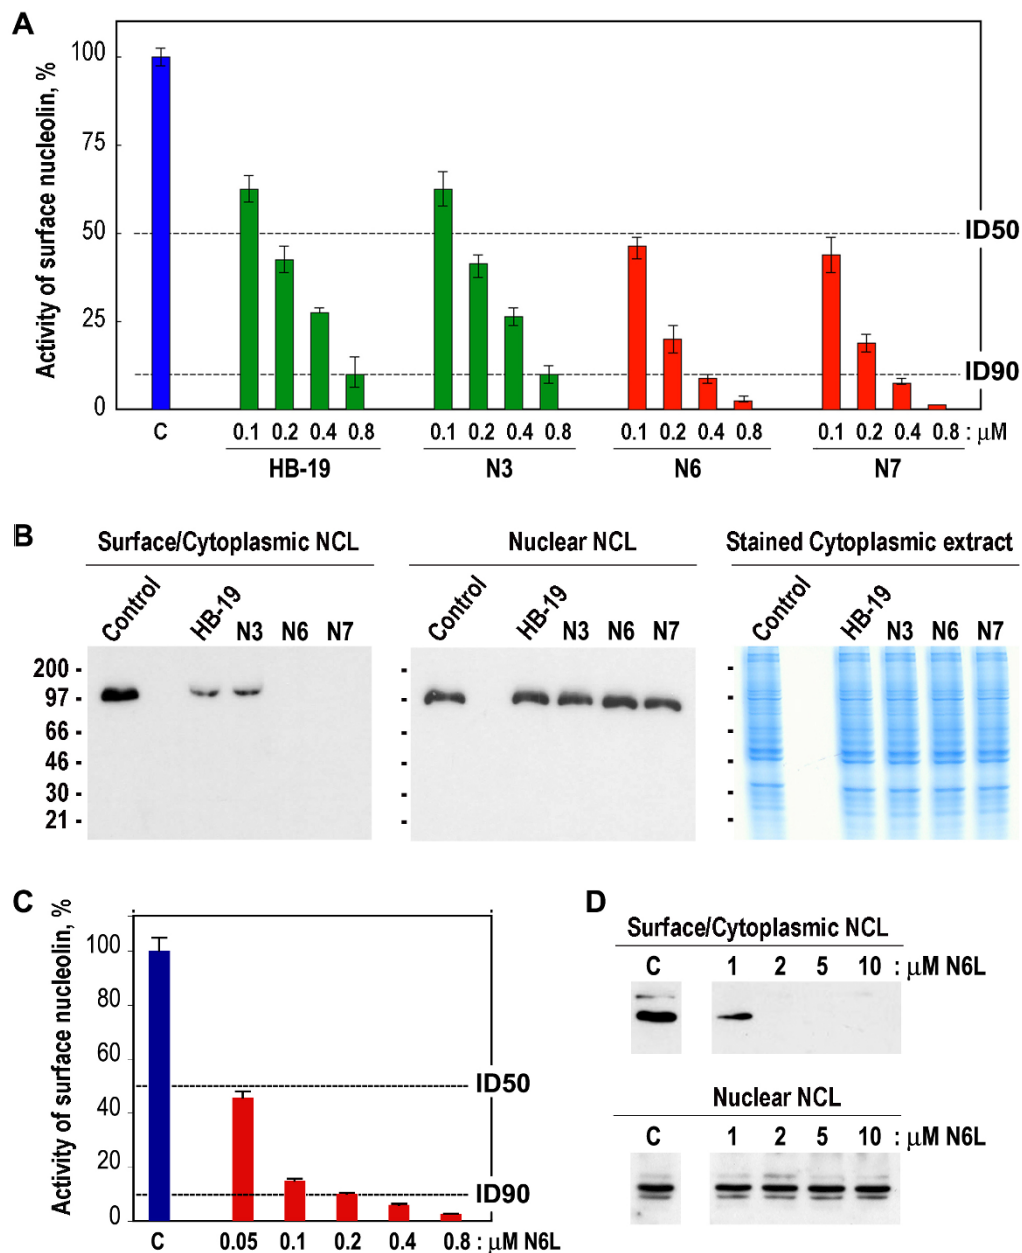 A
Activity of surface nucleolin, %
100
75
50
25
0
ID50
ID90
C 0.1 0.2 0.4 0.8 0.1 0.2 0.4 0.8 0.1 0.2 0.4 0.8 0.1 0.2 0.4 0.8 : μM
HB-19 N3 N6 N7
B
Surface/Cytoplasmic NCL Nuclear NCL Stained Cytoplasmic extract
Control HB-19 N3 N6 N7 Control HB-19 N3 N6 N7 Control HB-19 N3 N6 N7
200 -
97 -
66 -
46 -
30 -
21 -
C
Activity of surface nucleolin, %
100
80
60
40
20
0
ID50
ID90
C 0.05 0.1 0.2 0.4 0.8 : μM N6L
D
Surface/Cytoplasmic NCL
C 1 2 5 10 : μM N6L
Nuclear NCL
C 1 2 5 10 : μM N6L